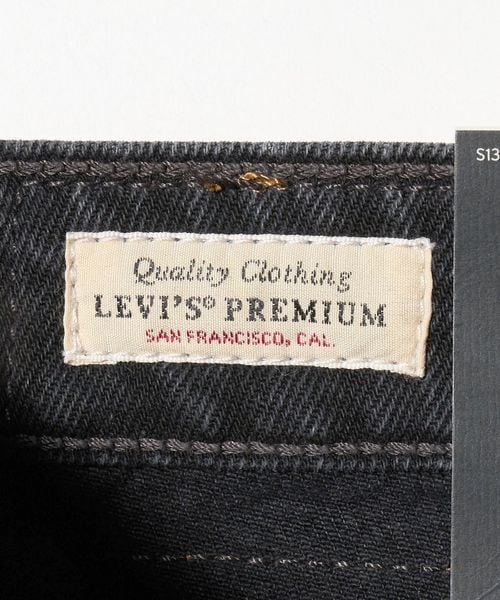 S13
Quality Clothing
LEVI'S® PREMIUM
SAN FRANCISCO, CAL.